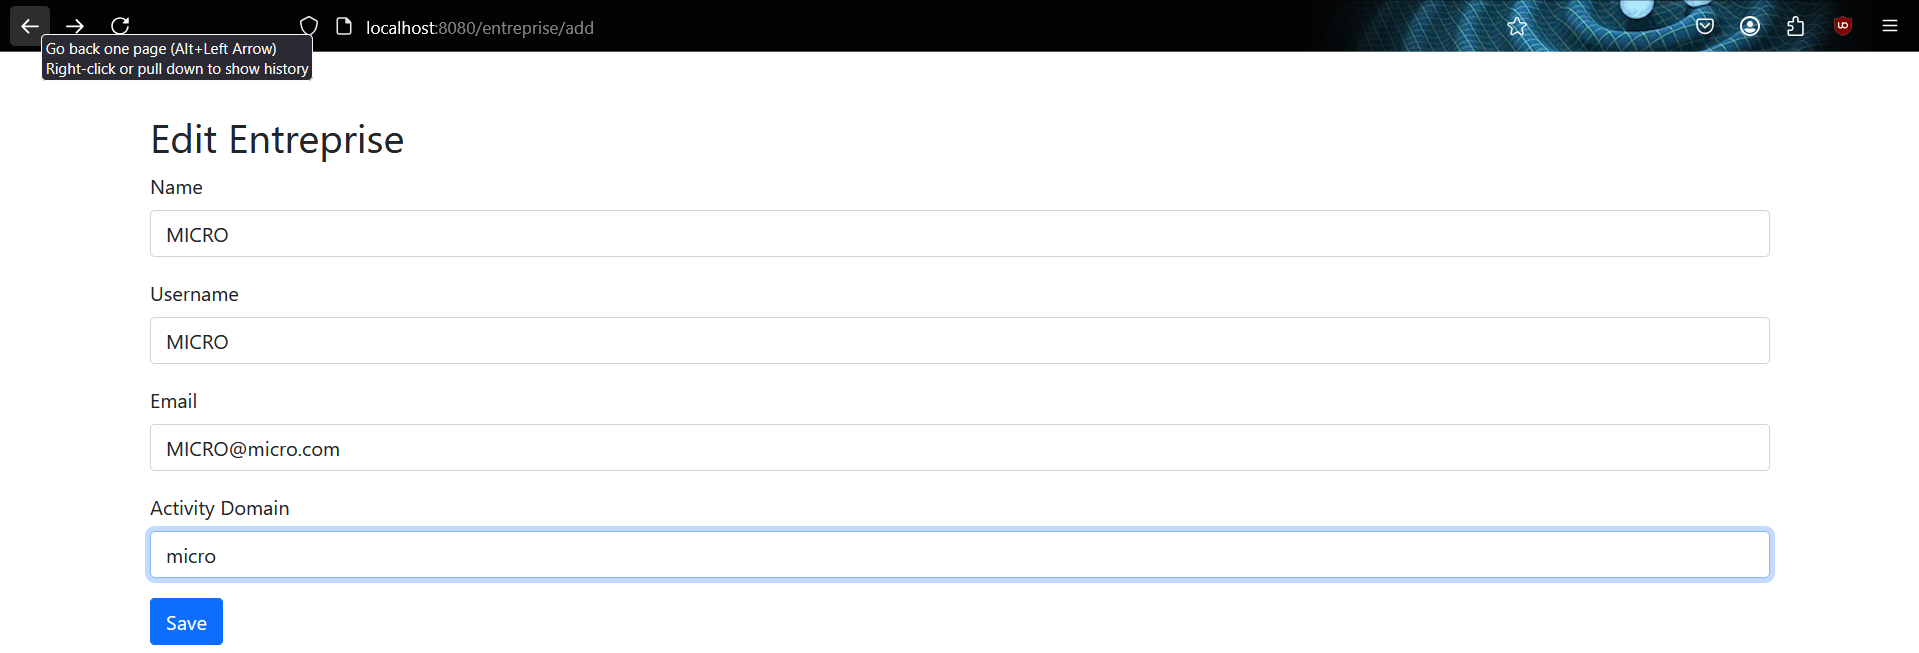 localhost:8080/entreprise/add
Go back one page (Alt+Left Arrow)
Right-click or pull down to show history
Edit Entreprise
Name
MICRO
Username
MICRO
Email
MICRO@micro.com
Activity Domain
micro
Save